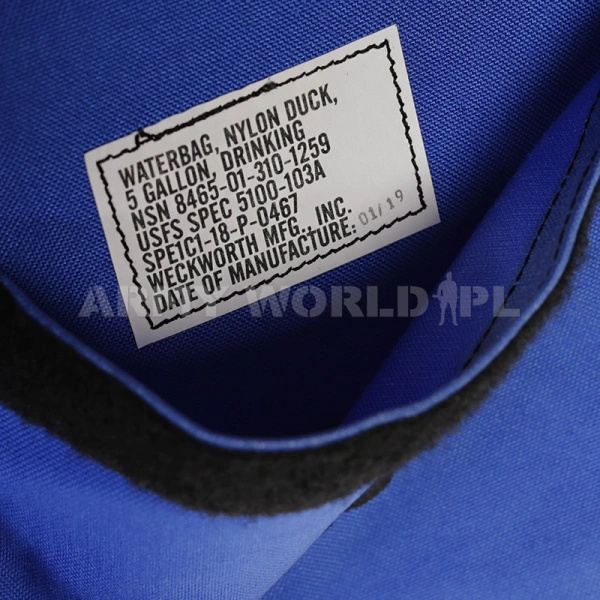 WATERBAG, NYLON DUCK,
5 GALLON, DRINKING
NSN 8465-01-310-1259
USFS SPEC 5100-103A
SPE1C1-18-P-0467
WECKWORTH MFG., INC.
DATE OF MANUFACTURE: 01/19
ARMY WORLD PL